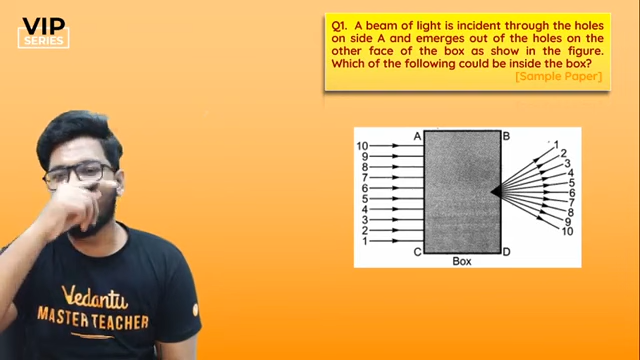 VIP
SERIES
Q1. A beam of light is incident through the holes
on side A and emerges out of the holes on the
other face of the box as show in the figure.
Which of the following could be inside the box?
[Sample Paper]
A
B
10
9
8
7
6
5
4
3
2
1
1
2
3
4
5
6
7
8
9
10
C
D
Box
Vedantu
MASTER TEACHER